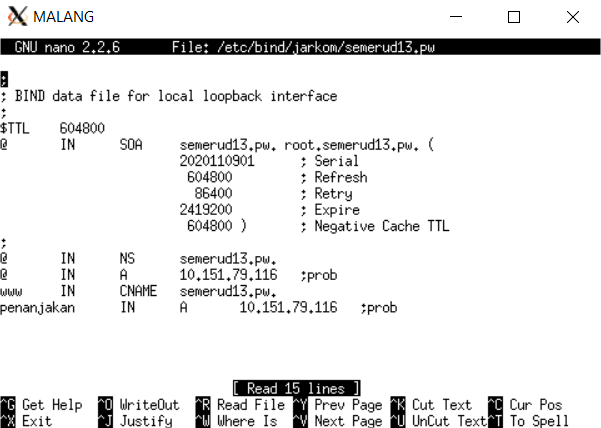 MALANG
GNU nano 2.2.6 File: /etc/bind/jarkom/semerud13.pw
;
; BIND data file for local loopback interface
;
$TTL 604800
@ IN SOA semerud13.pw. root.semerud13.pw. (
2020110901 ; Serial
604800 ; Refresh
86400 ; Retry
2419200 ; Expire
604800 ) ; Negative Cache TTL
;
@ IN NS semerud13.pw.
@ IN A 10.151.79.116 ;prob
www IN CNAME semerud13.pw.
penanjakan IN A 10.151.79.116 ;prob
[ Read 15 lines ]
^G Get Help ^O WriteOut ^R Read File ^Y Prev Page ^K Cut Text ^C Cur Pos
^X Exit ^J Justify ^W Where Is ^V Next Page ^U UnCut Text ^T To Spell